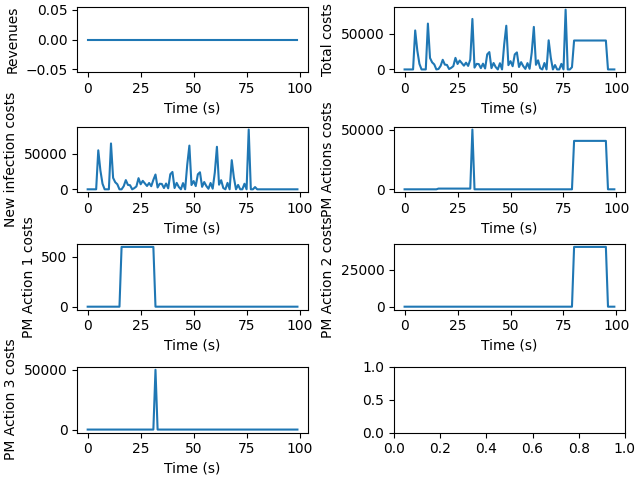 Revenues
0.05
0.00
−0.05
0 25 50 75 100
Time (s)
Total costs
50000
0
0 25 50 75 100
Time (s)
New infection costs
50000
0
0 25 50 75 100
Time (s)
PM Actions costs
50000
0
0 25 50 75 100
Time (s)
PM Action 1 costs
500
0
0 25 50 75 100
Time (s)
PM Action 2 costs
25000
0
0 25 50 75 100
Time (s)
PM Action 3 costs
50000
0
0 25 50 75 100
Time (s)
1.0
0.5
0.0
0.0 0.2 0.4 0.6 0.8 1.0